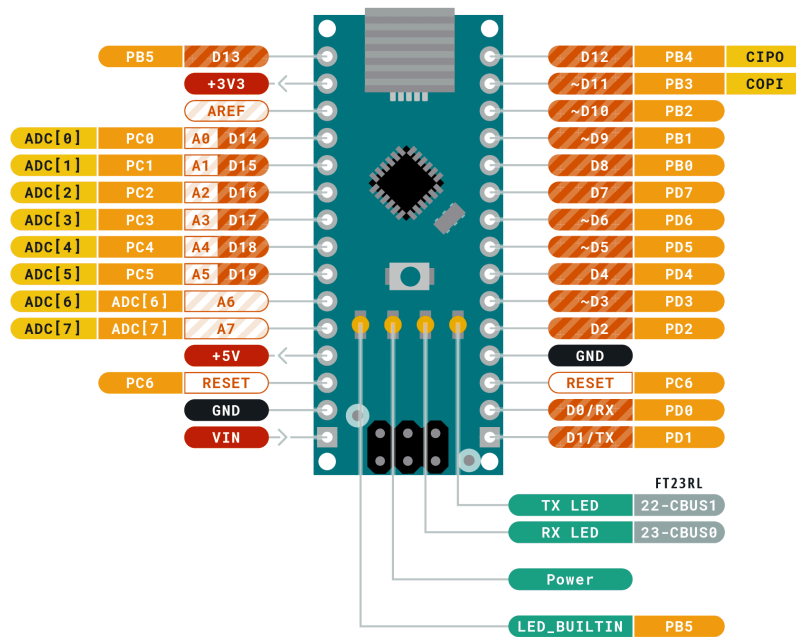 PB5 D13
+3V3
AREF
ADC[0] PC0 A0 D14
ADC[1] PC1 A1 D15
ADC[2] PC2 A2 D16
ADC[3] PC3 A3 D17
ADC[4] PC4 A4 D18
ADC[5] PC5 A5 D19
ADC[6] ADC[6] A6
ADC[7] ADC[7] A7
+5V
PC6 RESET
GND
VIN
D12 PB4 CIPO
~D11 PB3 COPI
~D10 PB2
~D9 PB1
D8 PB0
D7 PD7
~D6 PD6
~D5 PD5
D4 PD4
~D3 PD3
D2 PD2
GND
RESET PC6
D0/RX PD0
D1/TX PD1
FT23RL
TX LED 22-CBUS1
RX LED 23-CBUS0
Power
LED_BUILTIN PB5